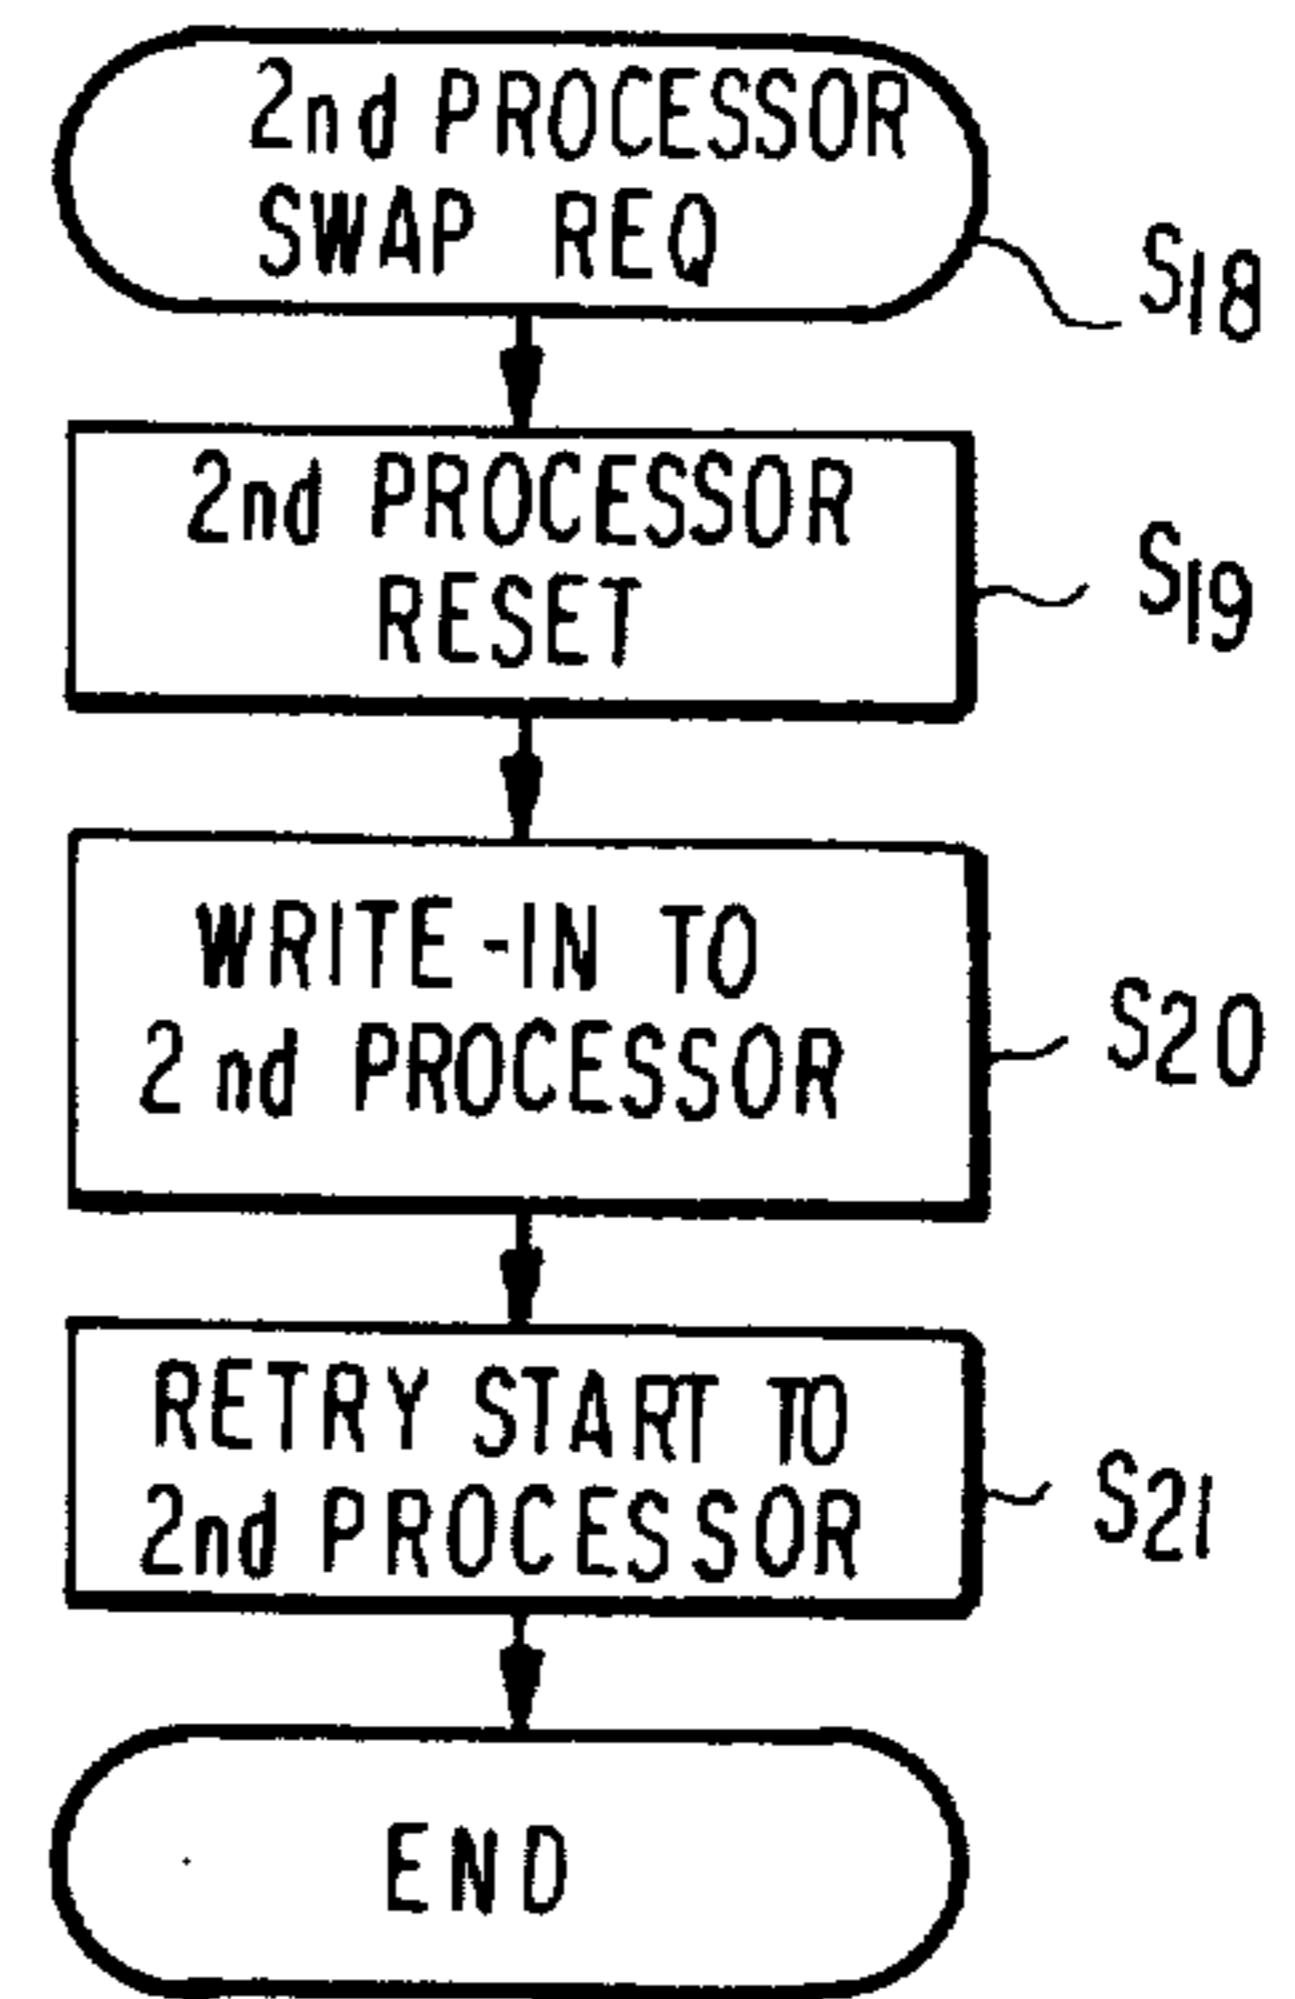 2nd PROCESSOR
SWAP REQ
S18
2nd PROCESSOR
RESET
S19
WRITE-IN TO
2nd PROCESSOR
S20
RETRY START TO
2nd PROCESSOR
S21
END